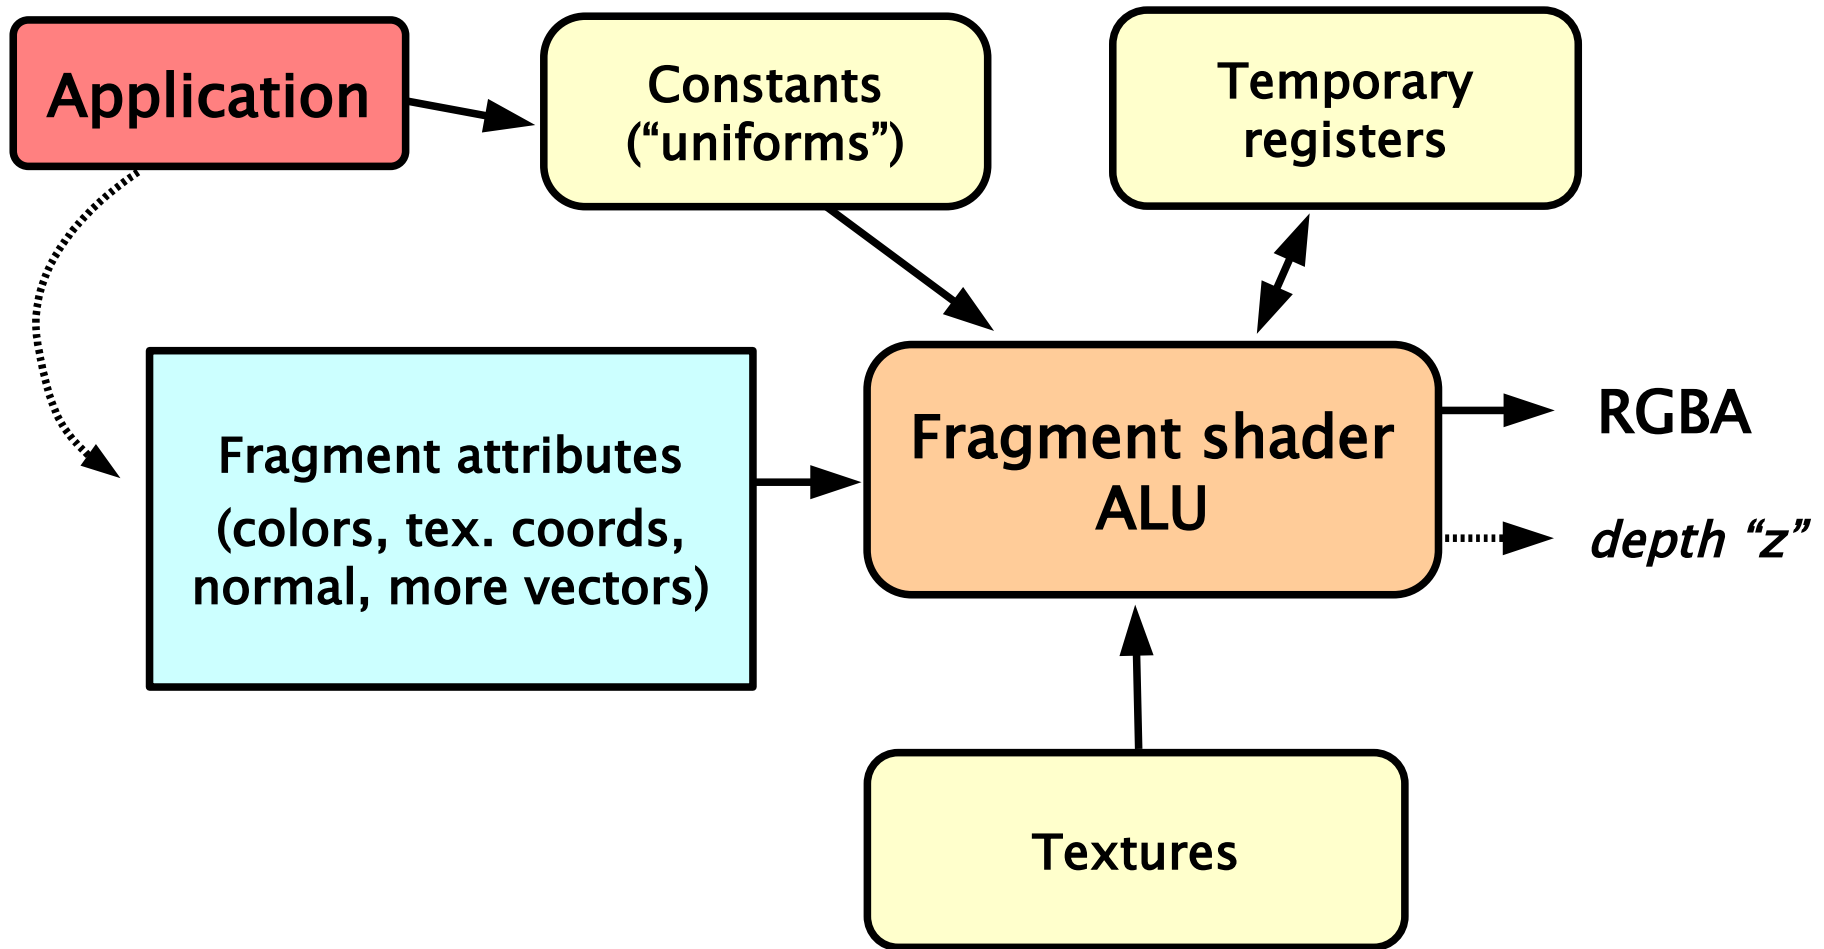 Application
Constants
(“uniforms”)
Temporary
registers
Fragment attributes
(colors, tex. coords,
normal, more vectors)
Fragment shader
ALU
RGBA
depth “z”
Textures